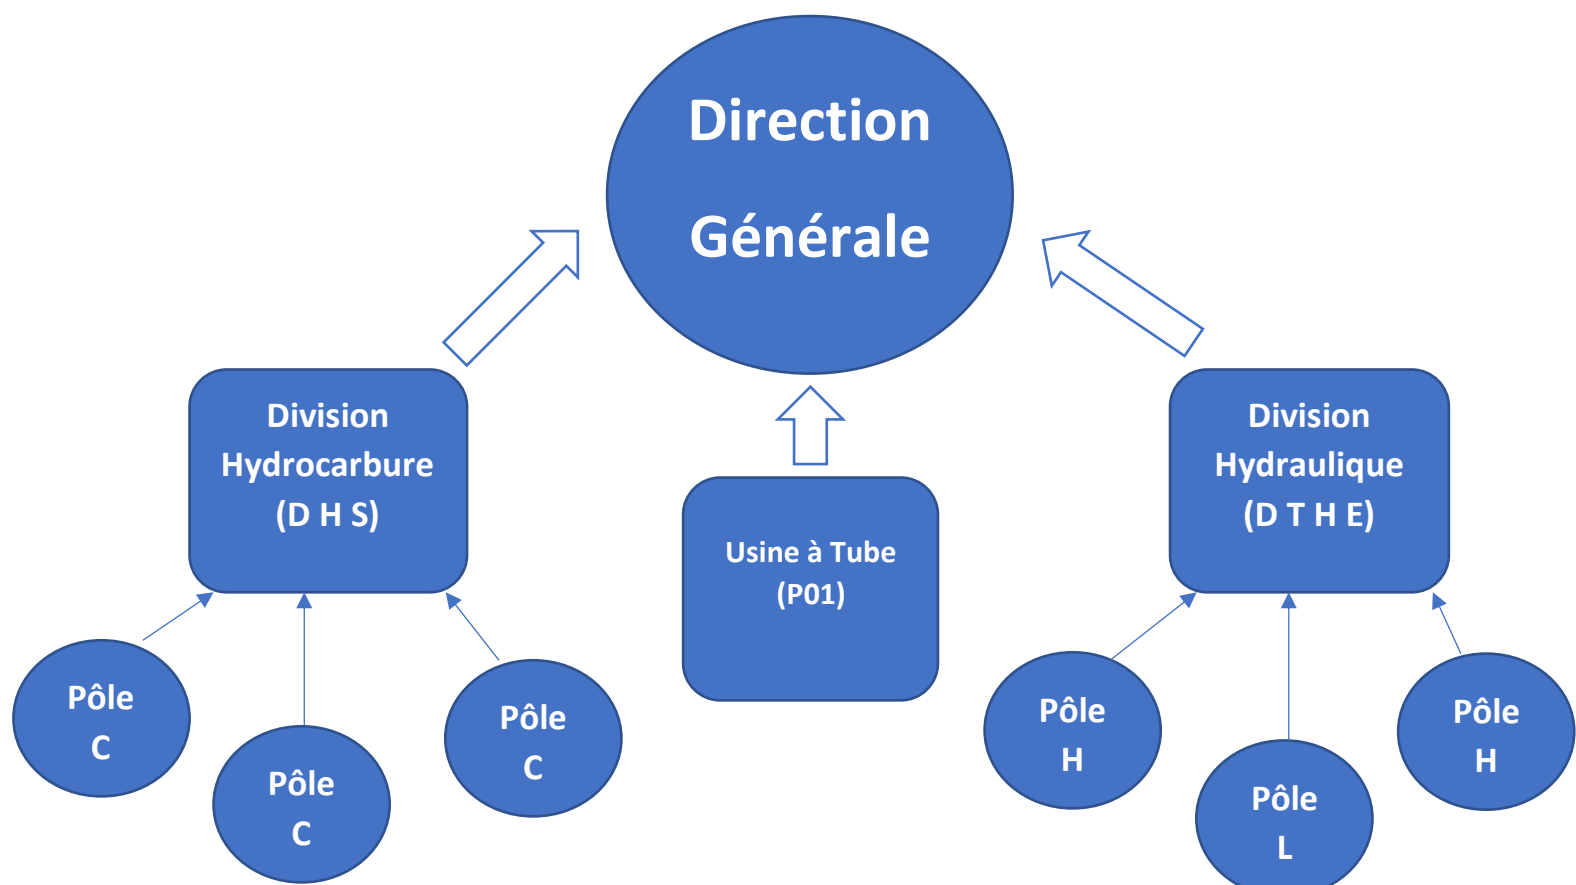 Direction
Générale
Division
Hydrocarbure
(D H S)
Usine à Tube
(P01)
Division
Hydraulique
(D T H E)
Pôle
C
Pôle
C
Pôle
C
Pôle
H
Pôle
L
Pôle
H